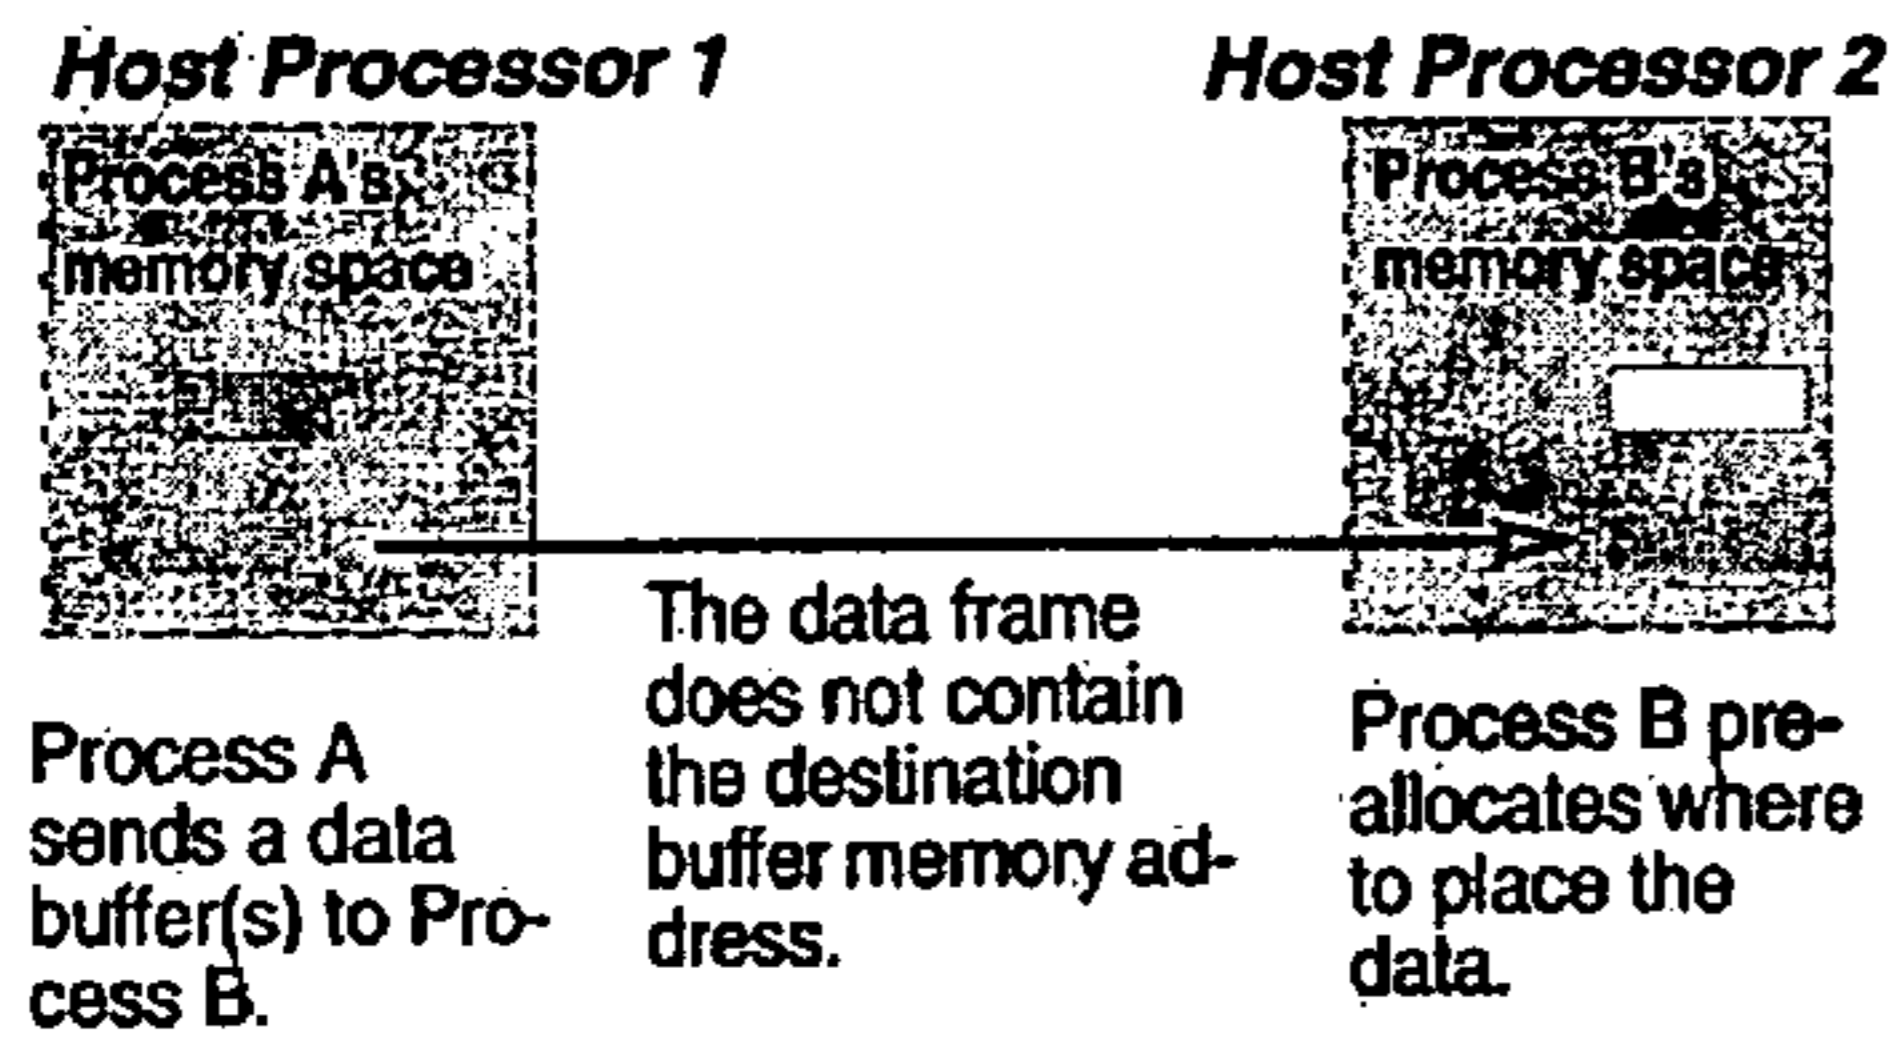 Host Processor 1
Host Processor 2
Process A's
memory space
Process B's
memory space
The data frame
does not contain
the destination
buffer memory ad-
dress.
Process A
sends a data
buffer(s) to Pro-
cess B.
Process B pre-
allocates where
to place the
data.